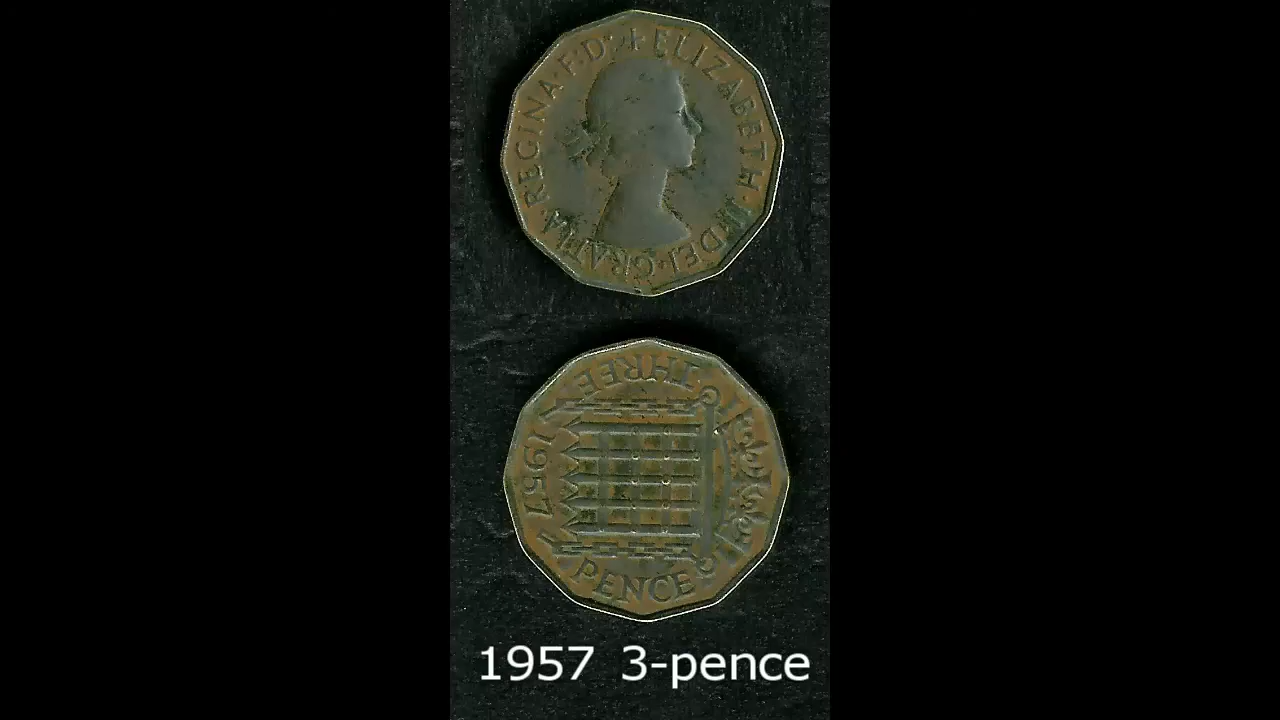 + ELIZABETH · II · DEI · GRATIA · REGINA · F: D:
THREE
PENCE
1957
1957 3-pence